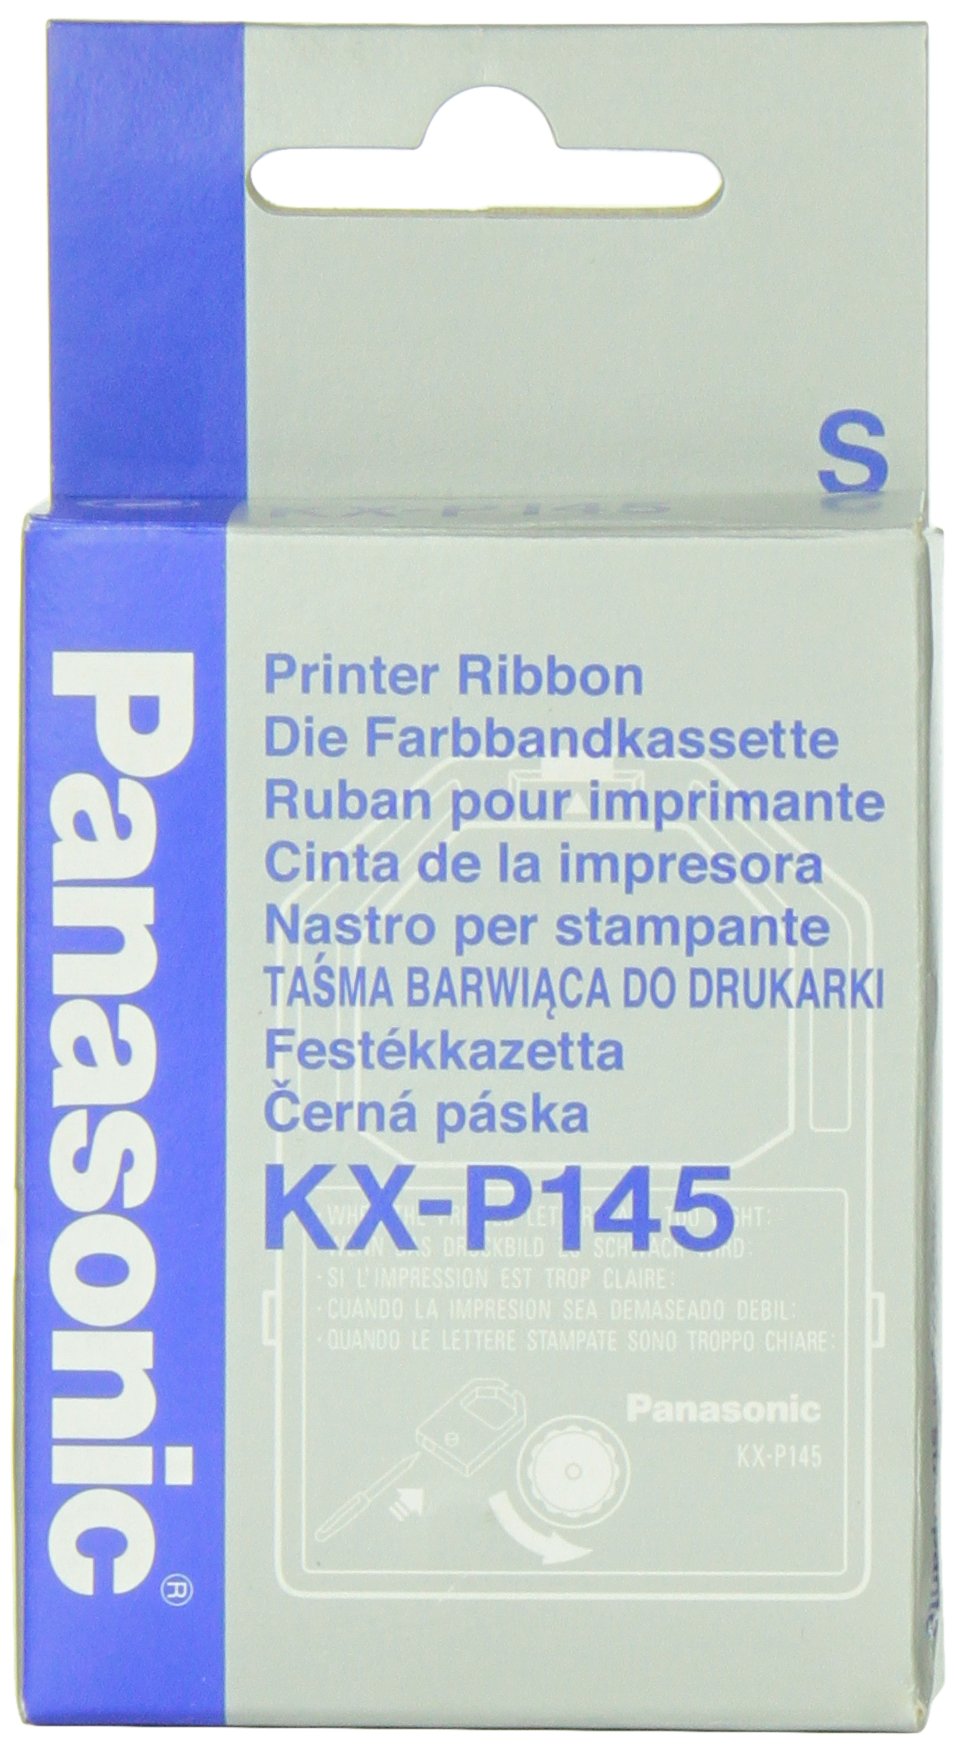 S
KX-P145
Panasonic®
Printer Ribbon
Die Farbbandkassette
Ruban pour imprimante
Cinta de la impresora
Nastro per stampante
TAŚMA BARWIĄCA DO DRUKARKI
Festékkazetta
Černá páska
KX-P145
· SI L'IMPRESSION EST TROP CLAIRE:
· CUANDO LA IMPRESION SEA DEMASEADO DEBIL:
· QUANDO LE LETTERE STAMPATE SONO TROPPO CHIARE:
Panasonic
KX-P145